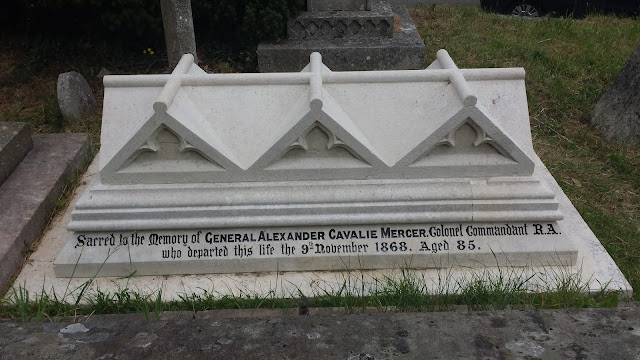 Sacred to the Memory of GENERAL ALEXANDER CAVALIE MERCER. Colonel Commandant R.A.
who departed this life the 9th November 1868. Aged 85.